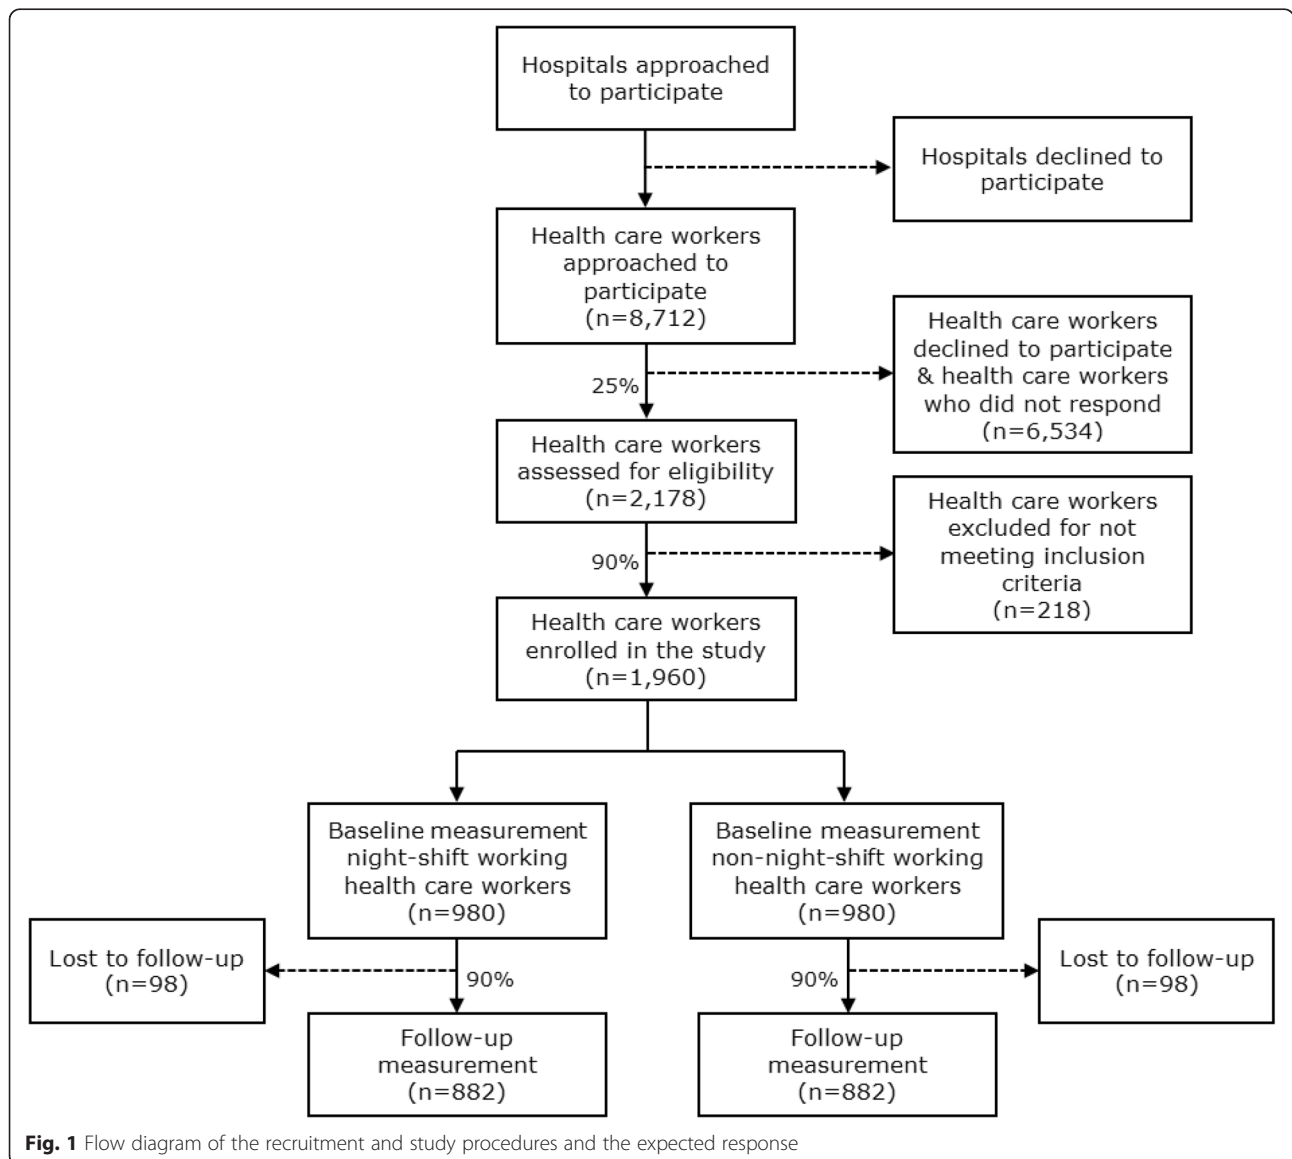 Hospitals approached
to participate
Hospitals declined to
participate
Health care workers
approached to
participate
(n=8,712)
Health care workers
declined to participate
& health care workers
who did not respond
(n=6,534)
25%
Health care workers
assessed for eligibility
(n=2,178)
Health care workers
excluded for not
meeting inclusion
criteria
(n=218)
90%
Health care workers
enrolled in the study
(n=1,960)
Baseline measurement
night-shift working
health care workers
(n=980)
Baseline measurement
non-night-shift working
health care workers
(n=980)
Lost to follow-up
(n=98)
90%
90%
Lost to follow-up
(n=98)
Follow-up
measurement
(n=882)
Follow-up
measurement
(n=882)
Fig. 1 Flow diagram of the recruitment and study procedures and the expected response